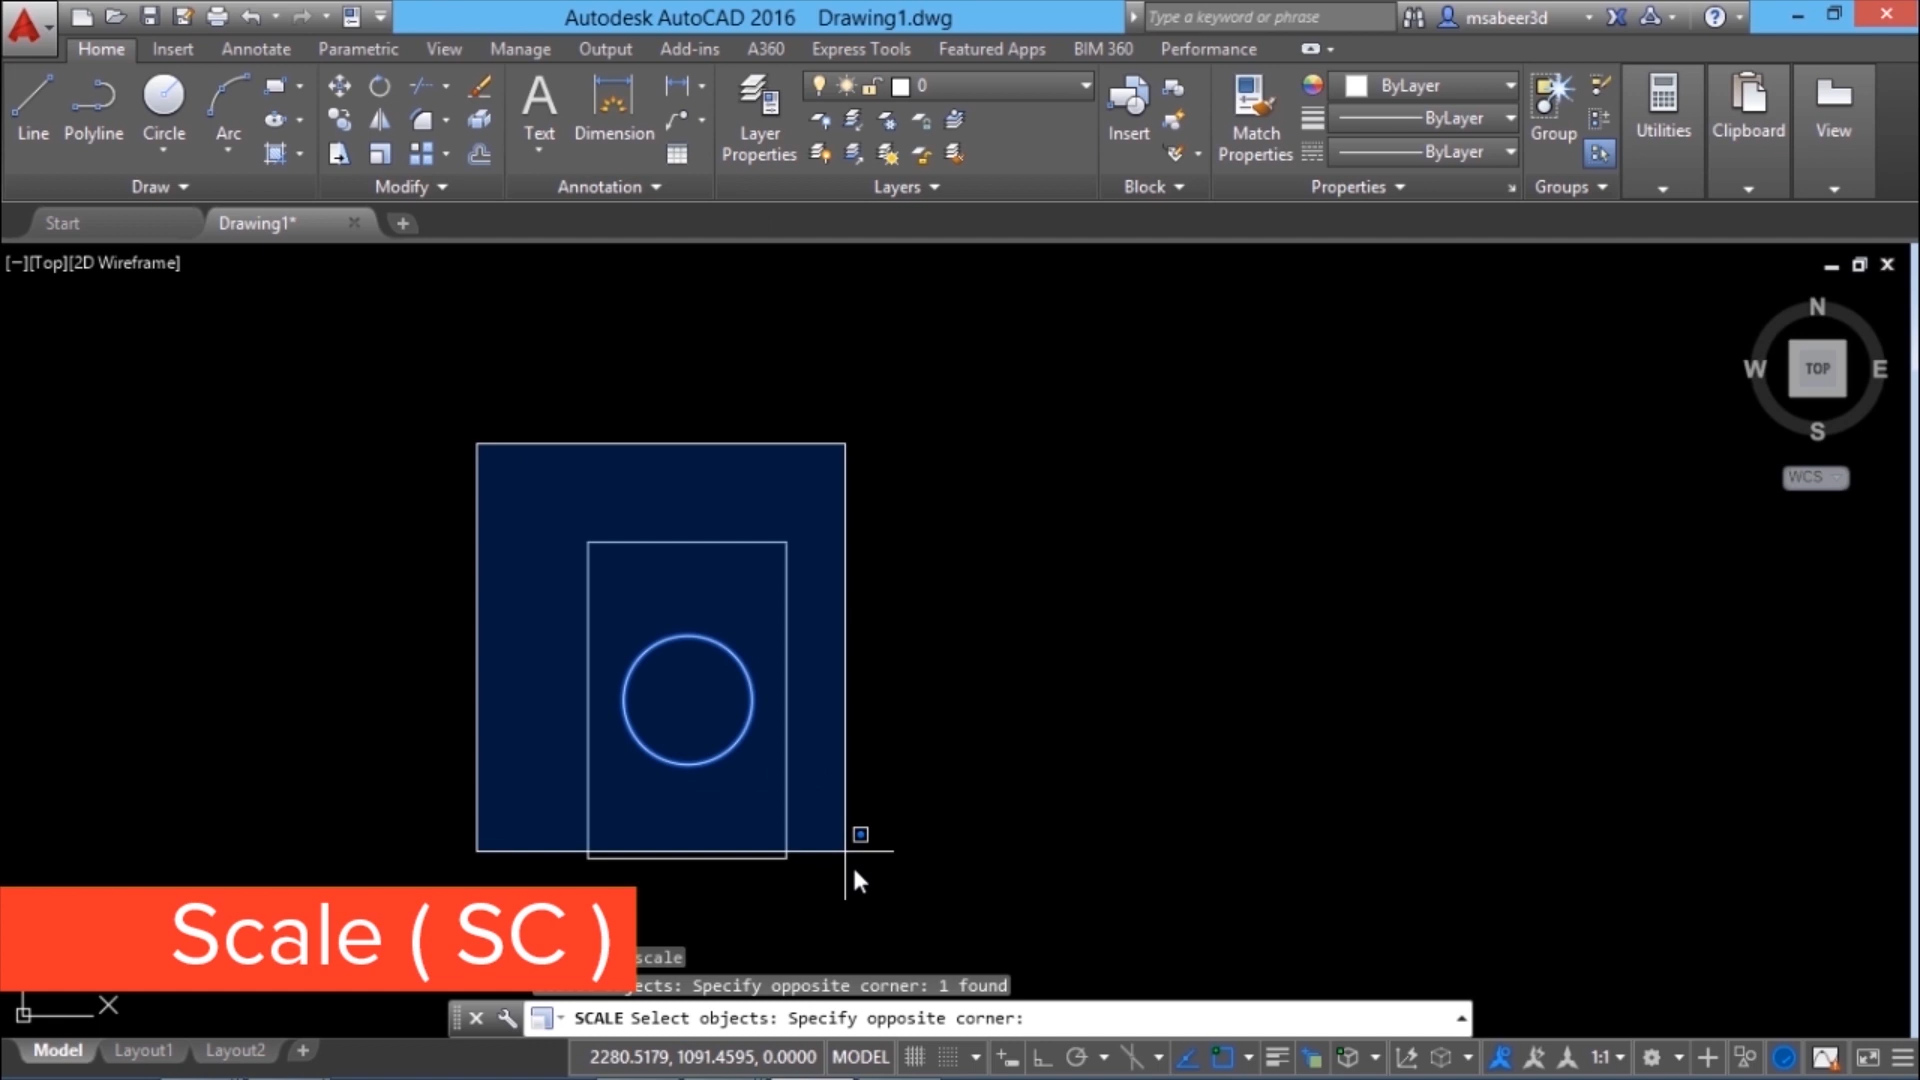 Autodesk AutoCAD 2016 Drawing1.dwg
Type a keyword or phrase
msabeer3d
Home Insert Annotate Parametric View Manage Output Add-ins A360 Express Tools Featured Apps BIM 360 Performance
Line Polyline Circle Arc
Text Dimension
Layer Properties
0
Insert
Match Properties
ByLayer
ByLayer
ByLayer
Group
Utilities
Clipboard
View
Draw Modify Annotation Layers Block Properties Groups
Start Drawing1*
[−][Top][2D Wireframe]
N
W TOP E
S
WCS
Scale ( SC )
scale
jects: Specify opposite corner: 1 found
X
SCALE Select objects: Specify opposite corner:
Model Layout1 Layout2
2280.5179, 1091.4595, 0.0000 MODEL 1:1